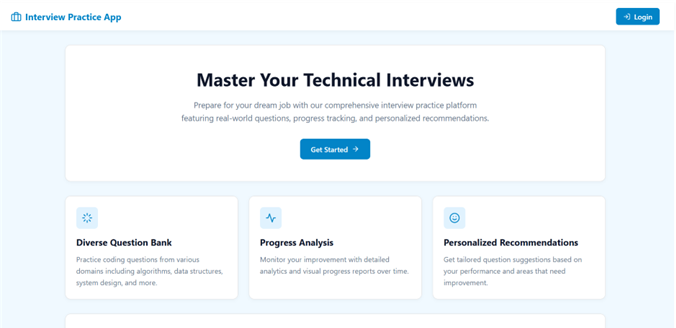 Interview Practice App
Login
Master Your Technical Interviews
Prepare for your dream job with our comprehensive interview practice platform
featuring real-world questions, progress tracking, and personalized recommendations.
Get Started
Diverse Question Bank
Practice coding questions from various
domains including algorithms, data structures,
system design, and more.
Progress Analysis
Monitor your improvement with detailed
analytics and visual progress reports over time.
Personalized Recommendations
Get tailored question suggestions based on
your performance and areas that need
improvement.